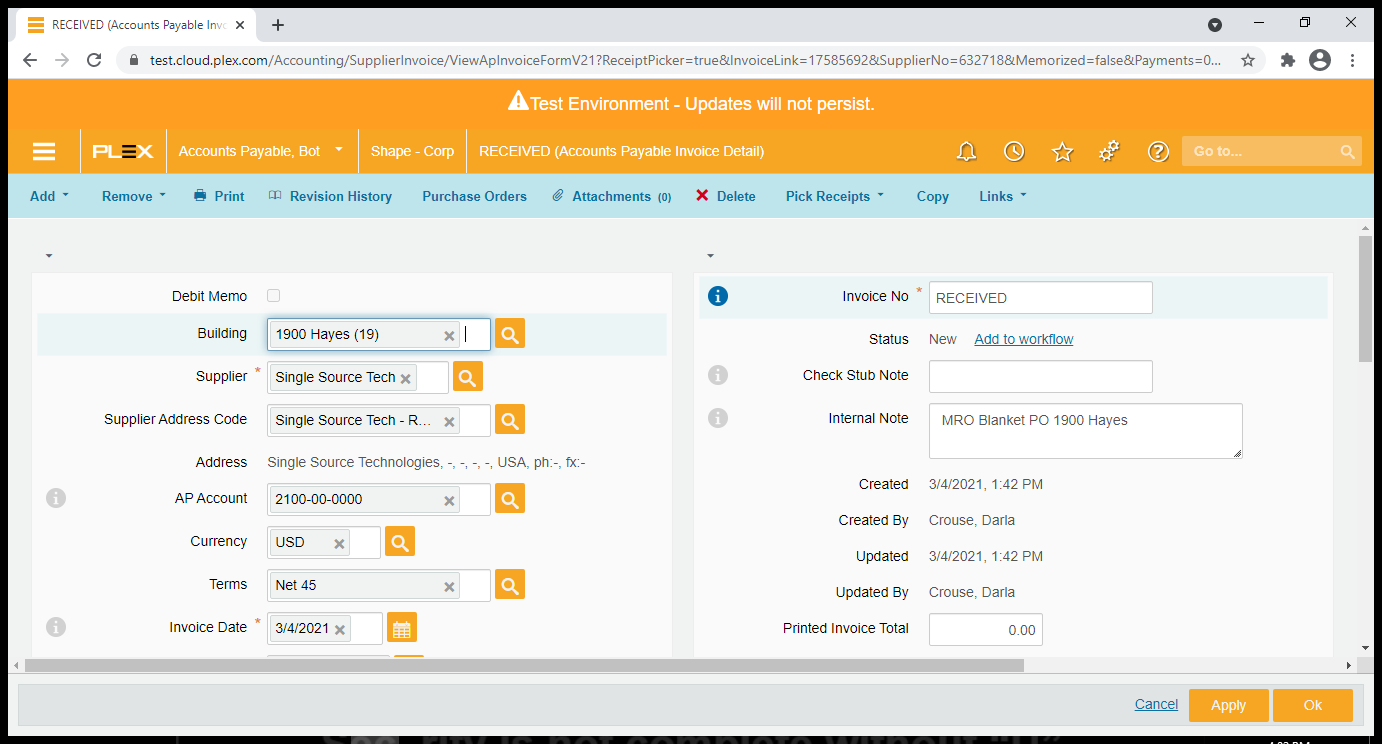 RECEIVED (Accounts Payable Invo
test.cloud.plex.com/Accounting/SupplierInvoice/ViewApInvoiceFormV21?ReceiptPicker=true&InvoiceLink=17585692&SupplierNo=632718&Memorized=false&Payments=0...
Test Environment - Updates will not persist.
PLEX Accounts Payable, Bot Shape - Corp RECEIVED (Accounts Payable Invoice Detail) Go to...
Add Remove Print Revision History Purchase Orders Attachments (0) Delete Pick Receipts Copy Links
Debit Memo
Building 1900 Hayes (19)
Supplier * Single Source Tech
Supplier Address Code Single Source Tech - R...
Address Single Source Technologies, -, -, -, -, USA, ph:-, fx:-
AP Account 2100-00-0000
Currency USD
Terms Net 45
Invoice Date * 3/4/2021
Invoice No * RECEIVED
Status New Add to workflow
Check Stub Note
Internal Note MRO Blanket PO 1900 Hayes
Created 3/4/2021, 1:42 PM
Created By Crouse, Darla
Updated 3/4/2021, 1:42 PM
Updated By Crouse, Darla
Printed Invoice Total 0.00
Cancel Apply Ok